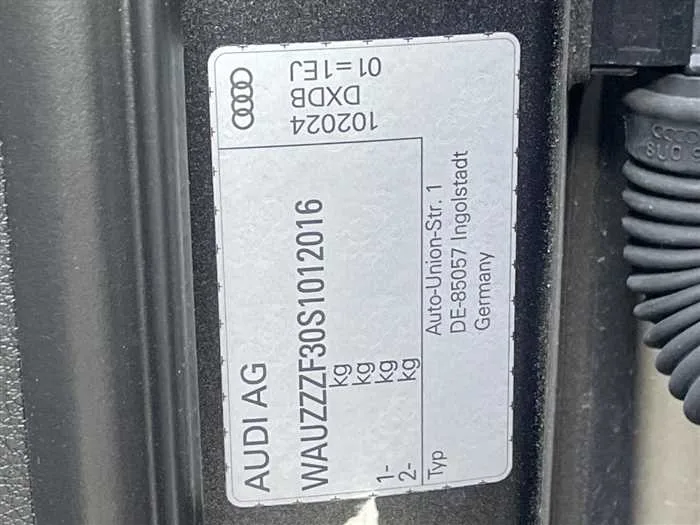 AUDI AG
WAUZZZF30S1012016
kg
kg
1- kg
2- kg
Typ
Auto-Union-Str. 1
DE-85057 Ingolstadt
Germany
102024
DXDB
01=1EJ
8U0